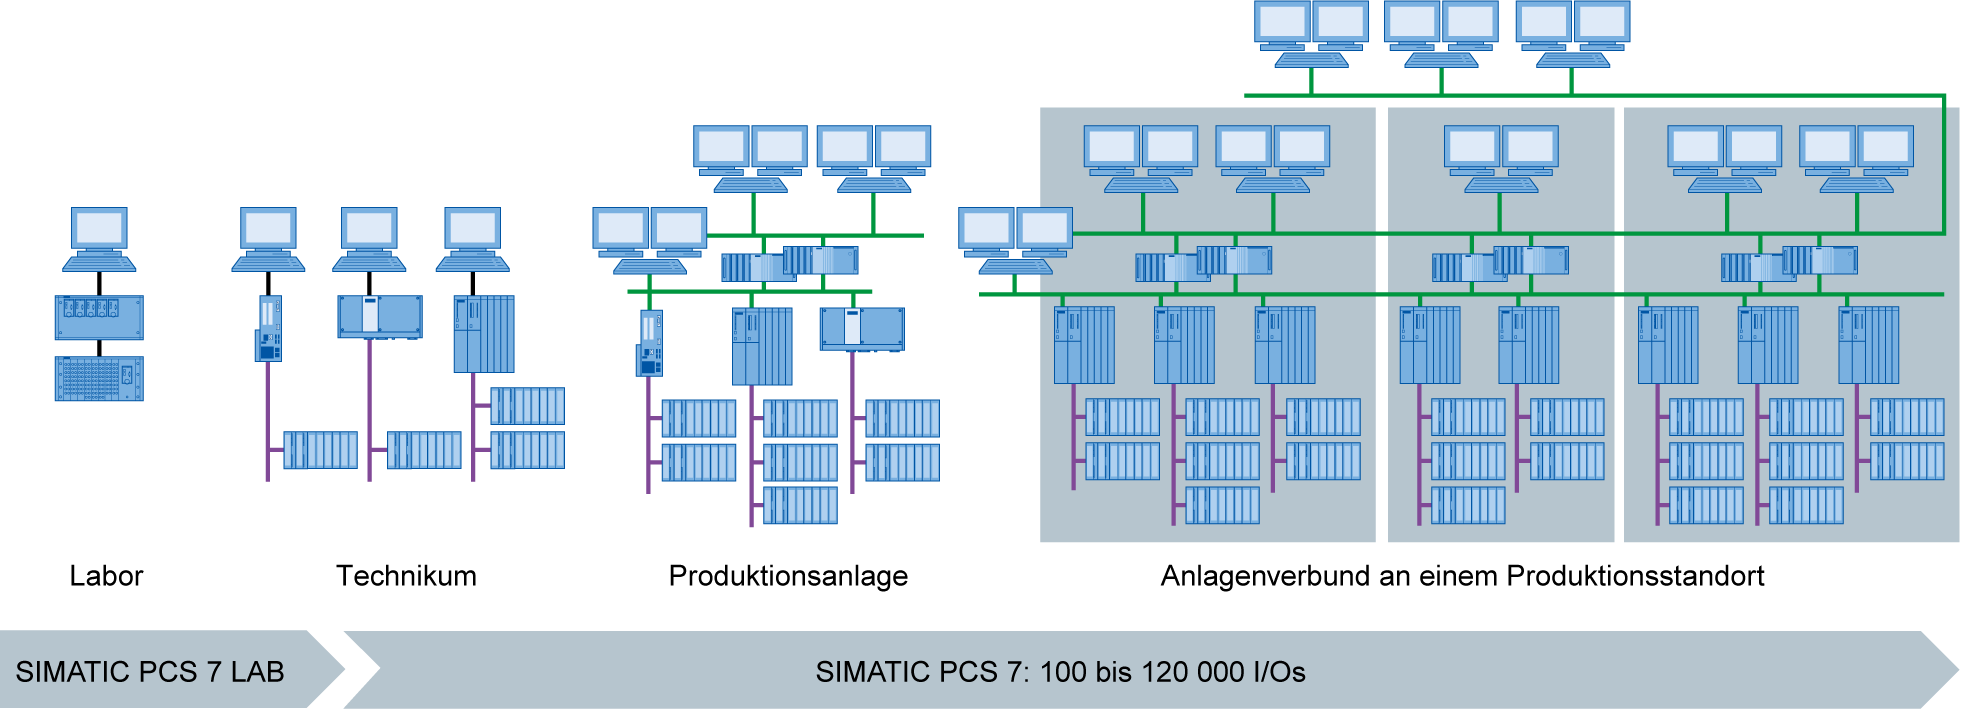 Labor
Technikum
Produktionsanlage
Anlagenverbund an einem Produktionsstandort
SIMATIC PCS 7 LAB
SIMATIC PCS 7: 100 bis 120 000 I/Os